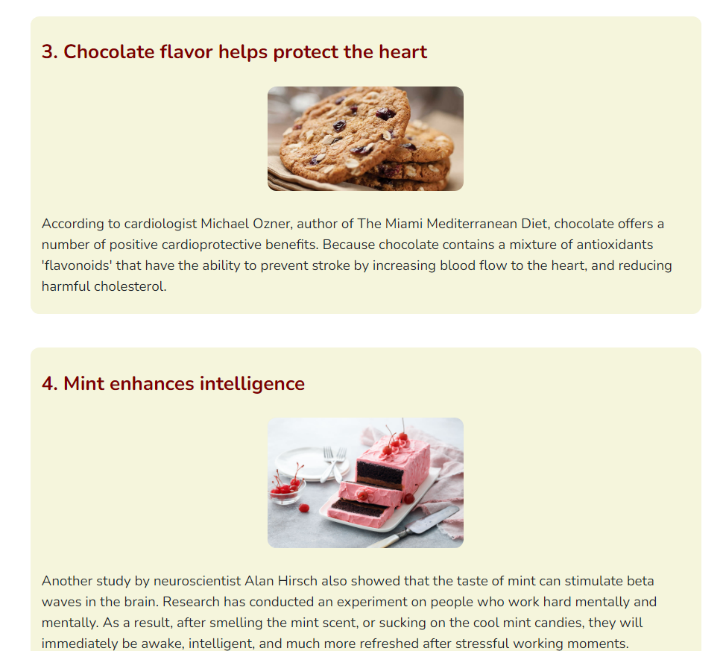 3. Chocolate flavor helps protect the heart
According to cardiologist Michael Ozner, author of The Miami Mediterranean Diet, chocolate offers a
number of positive cardioprotective benefits. Because chocolate contains a mixture of antioxidants
'flavonoids' that have the ability to prevent stroke by increasing blood flow to the heart, and reducing
harmful cholesterol.
4. Mint enhances intelligence
Another study by neuroscientist Alan Hirsch also showed that the taste of mint can stimulate beta
waves in the brain. Research has conducted an experiment on people who work hard mentally and
mentally. As a result, after smelling the mint scent, or sucking on the cool mint candies, they will
immediately be awake, intelligent, and much more refreshed after stressful working moments.